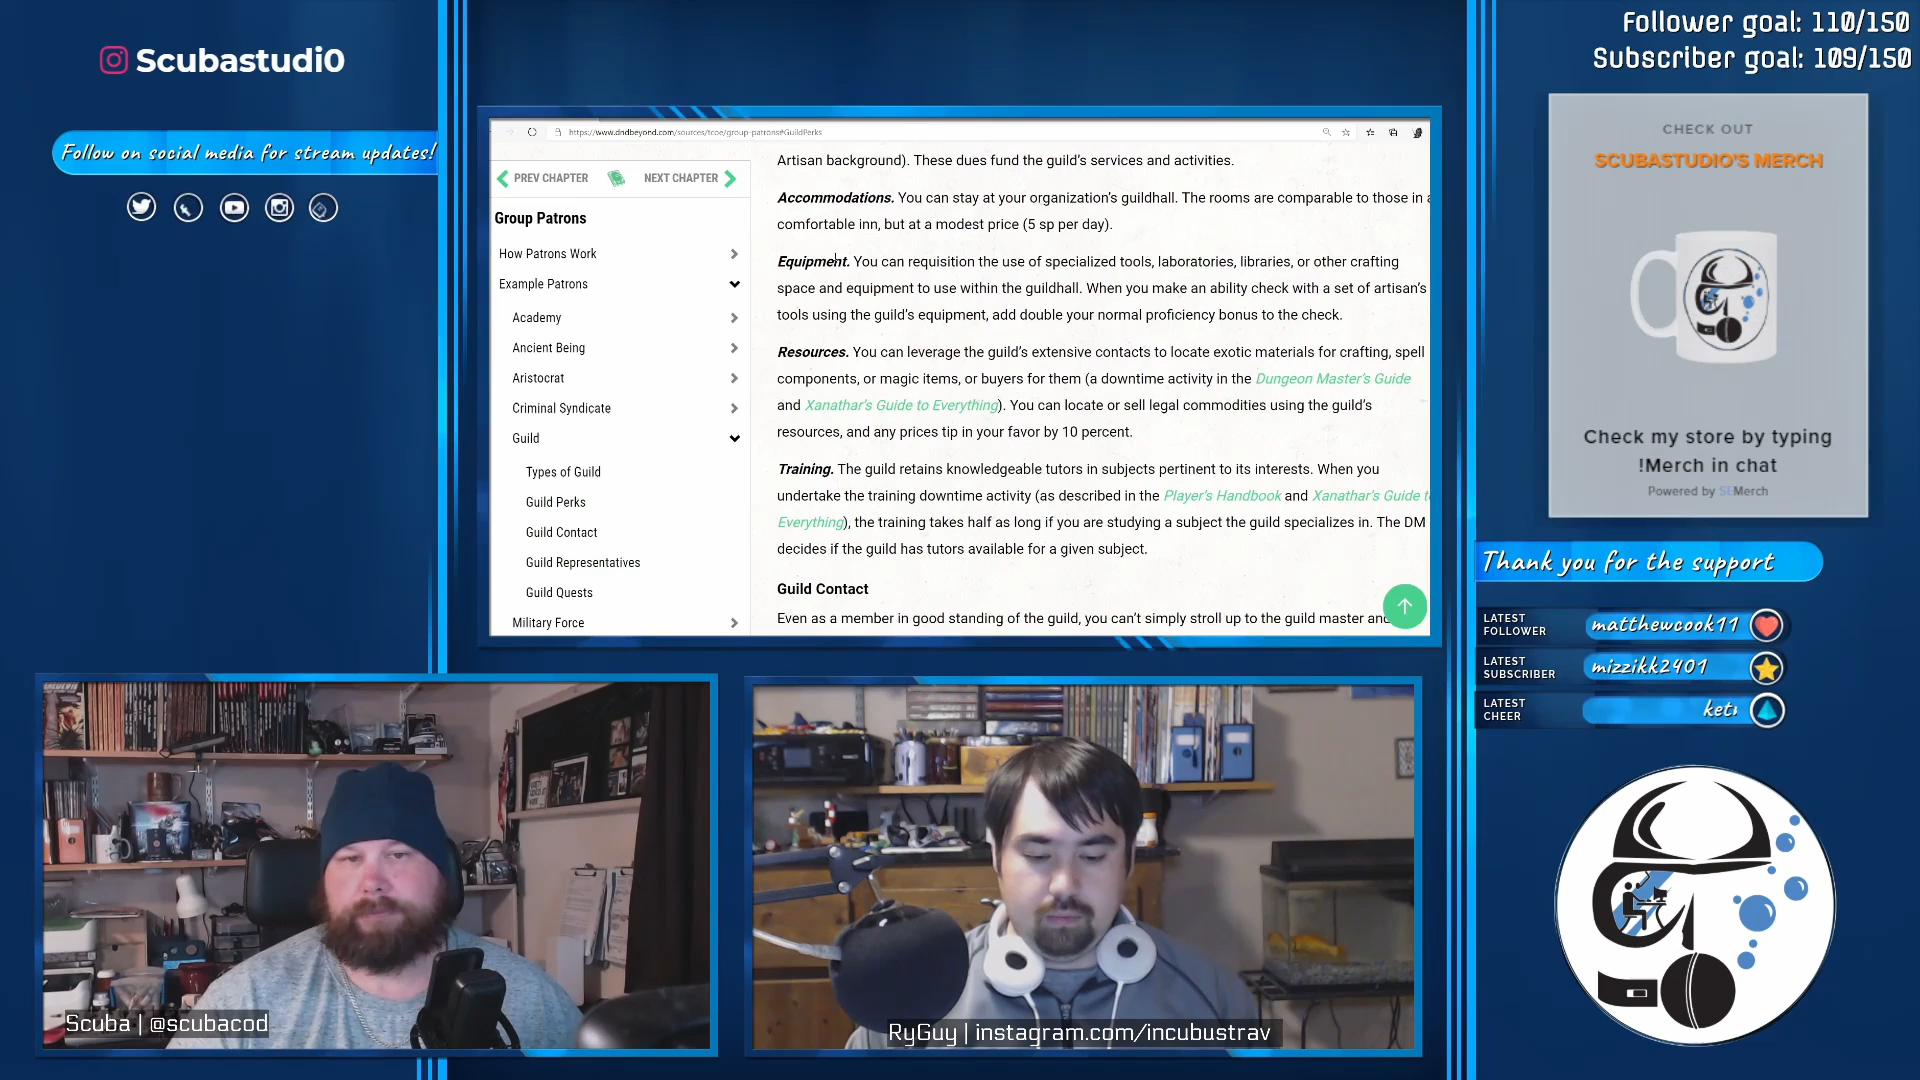 Scubastudi0
Follow on social media for stream updates!
Follower goal: 110/150
Subscriber goal: 109/150
https://www.dndbeyond.com/sources/tcoe/group-patrons#GuildPerks
PREV CHAPTER
NEXT CHAPTER
Group Patrons
How Patrons Work
Example Patrons
Academy
Ancient Being
Aristocrat
Criminal Syndicate
Guild
Types of Guild
Guild Perks
Guild Contact
Guild Representatives
Guild Quests
Military Force
Artisan background). These dues fund the guild's services and activities.
Accommodations. You can stay at your organization's guildhall. The rooms are comparable to those in a
comfortable inn, but at a modest price (5 sp per day).
Equipment. You can requisition the use of specialized tools, laboratories, libraries, or other crafting
space and equipment to use within the guildhall. When you make an ability check with a set of artisan's
tools using the guild's equipment, add double your normal proficiency bonus to the check.
Resources. You can leverage the guild's extensive contacts to locate exotic materials for crafting, spell
components, or magic items, or buyers for them (a downtime activity in the Dungeon Master's Guide
and Xanathar's Guide to Everything). You can locate or sell legal commodities using the guild's
resources, and any prices tip in your favor by 10 percent.
Training. The guild retains knowledgeable tutors in subjects pertinent to its interests. When you
undertake the training downtime activity (as described in the Player's Handbook and Xanathar's Guide to
Everything), the training takes half as long if you are studying a subject the guild specializes in. The DM
decides if the guild has tutors available for a given subject.
Guild Contact
Even as a member in good standing of the guild, you can't simply stroll up to the guild master and
CHECK OUT
SCUBASTUDIO'S MERCH
Check my store by typing
!Merch in chat
Powered by SEMerch
Thank you for the support
LATEST
FOLLOWER
matthewcook11
LATEST
SUBSCRIBER
mizzikk2401
LATEST
CHEER
Scuba | @scubacod
RyGuy | instagram.com/incubustrav